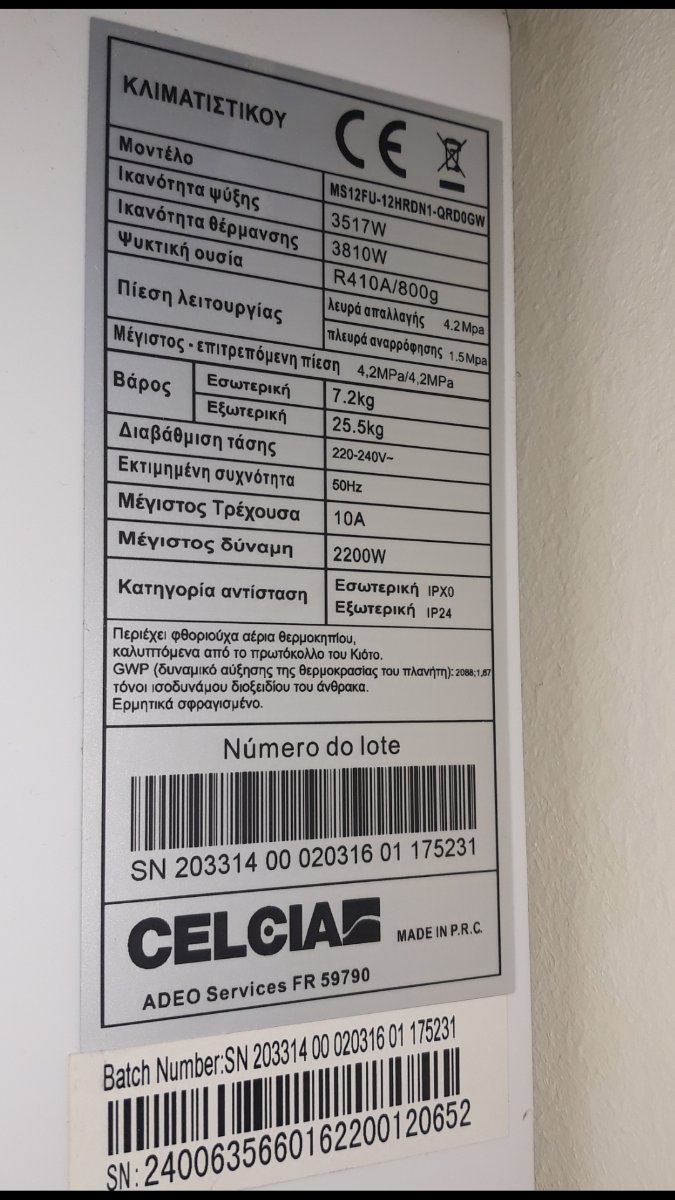 ΚΛΙΜΑΤΙΣΤΙΚΟΥ
CE
Μοντέλο MS12FU-12HRDN1-QRD0GW
Ικανότητα ψύξης 3517W
Ικανότητα θέρμανσης 3810W
Ψυκτική ουσία R410A/800g
Πίεση λειτουργίας λευρά απαλλαγής 4.2Mpa
πλευρά αναρρόφησης 1.5Mpa
Μέγιστος - επιτρεπόμενη πίεση 4,2MPa/4,2MPa
Βάρος Εσωτερική 7.2kg
Εξωτερική 25.5kg
Διαβάθμιση τάσης 220-240V~
Εκτιμημένη συχνότητα 50Hz
Μέγιστος Τρέχουσα 10A
Μέγιστος δύναμη 2200W
Κατηγορία αντίσταση Εσωτερική IPX0
Εξωτερική IP24
Περιέχει φθοριούχα αέρια θερμοκηπίου,
καλυπτόμενα από το πρωτόκολλο του Κιότο.
GWP (δυναμικό αύξησης της θερμοκρασίας του πλανήτη): 2088;1,67
τόνοι ισοδυνάμου διοξειδίου του άνθρακα.
Ερμητικά σφραγισμένο.
Número do lote
SN 203314 00 020316 01 175231
CELCIA MADE IN P.R.C.
ADEO Services FR 59790
Batch Number:SN 203314 00 020316 01 175231
SN: 2400635660162200120652